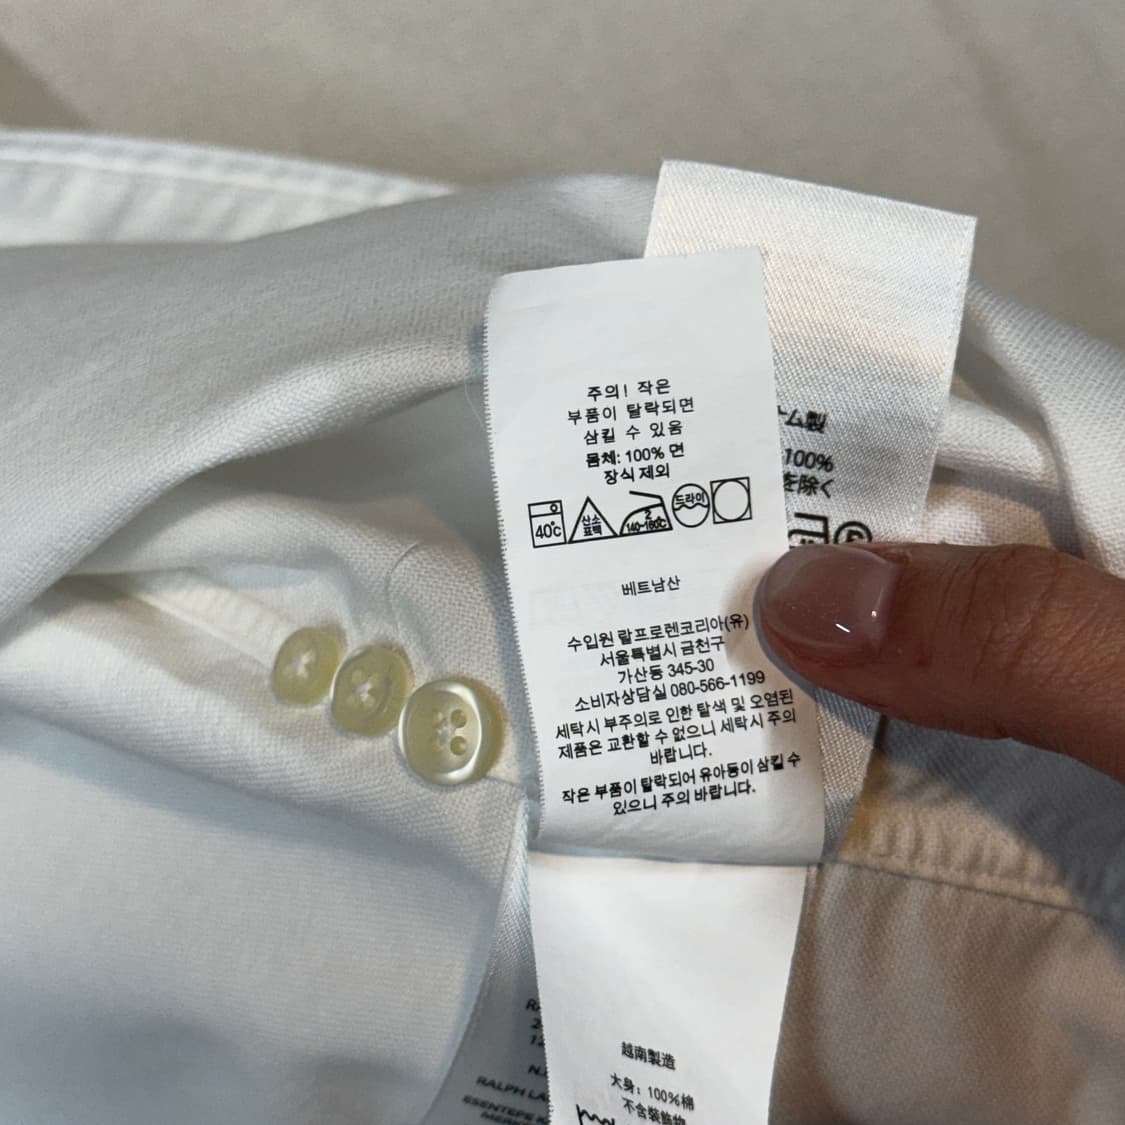 주의! 작은
부품이 탈락되면
삼킬 수 있음
몸체: 100% 면
장식 제외
40℃
산소
표백
2
140~160℃
드라이
베트남산
수입원 랄프로렌코리아(유)
서울특별시 금천구
가산동 345-30
소비자상담실 080-566-1199
세탁시 부주의로 인한 탈색 및 오염된
제품은 교환할 수 없으니 세탁시 주의
바랍니다.
작은 부품이 탈락되어 유아동이 삼킬 수
있으니 주의 바랍니다.
ム製
100%
を除く
越南製造
大身: 100%棉
不含裝飾物
RALPH LA
ESENTEPE